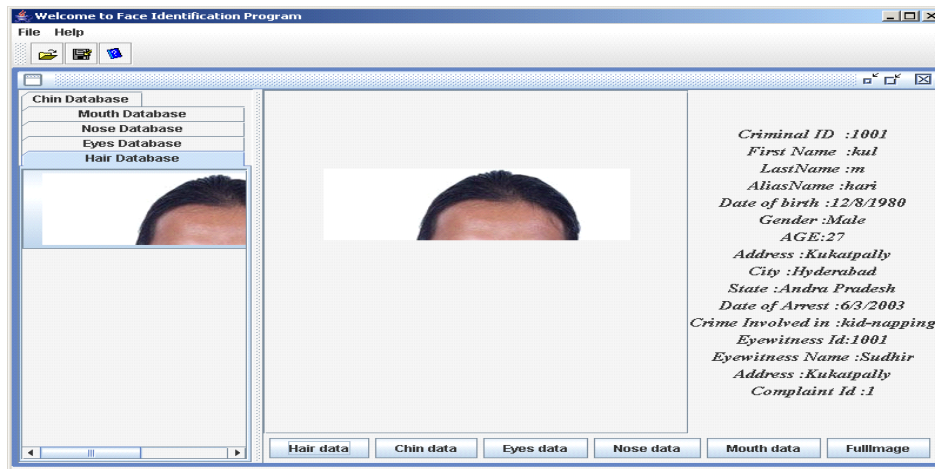 Welcome to Face Identification Program
File Help
Chin Database
Mouth Database
Nose Database
Eyes Database
Hair Database
Criminal ID :1001
First Name :kul
LastName :m
AliasName :hari
Date of birth :12/8/1980
Gender :Male
AGE:27
Address :Kukatpally
City :Hyderabad
State :Andra Pradesh
Date of Arrest :6/3/2003
Crime Involved in :kid-napping
Eyewitness Id:1001
Eyewitness Name :Sudhir
Address :Kukatpally
Complaint Id :1
Hair data Chin data Eyes data Nose data Mouth data FullImage